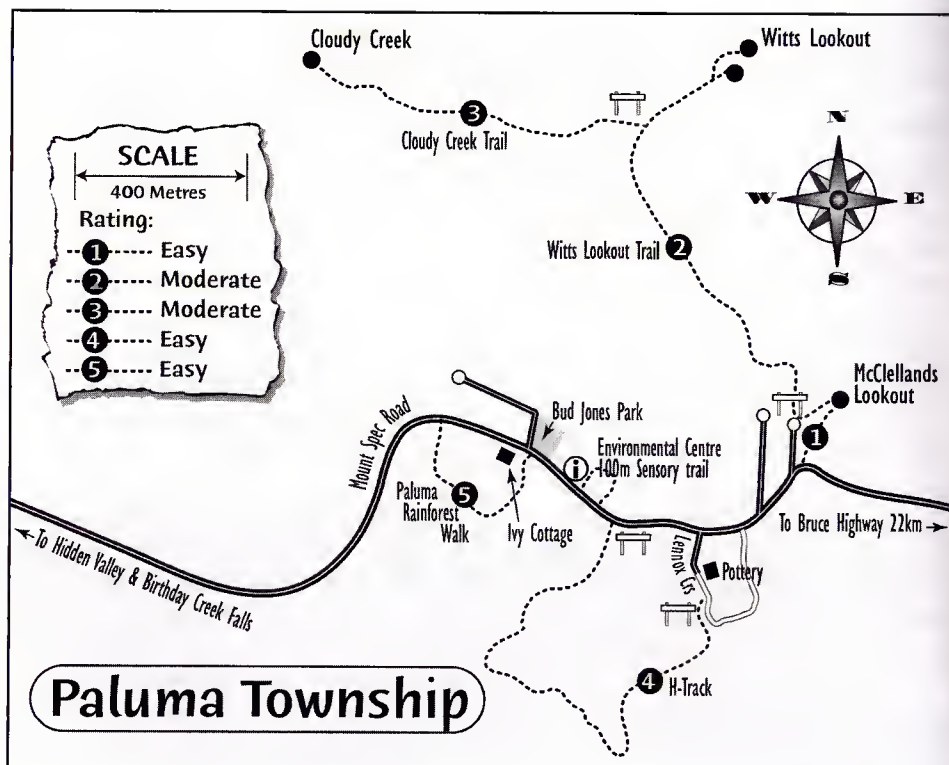 Cloudy Creek
Witts Lookout
3
Cloudy Creek Trail
N
W
E
S
SCALE
400 Metres
Rating:
1 Easy
2 Moderate
3 Moderate
4 Easy
5 Easy
Witts Lookout Trail 2
McClellands
Lookout
1
Mount Spec Road
Bud Jones Park
i
Environmental Centre
100m Sensory trail
Paluma
Rainforest
Walk
5
Ivy Cottage
To Bruce Highway 22km →
← To Hidden Valley & Birthday Creek Falls
Lennox Crs
Pottery
4 H-Track
Paluma Township